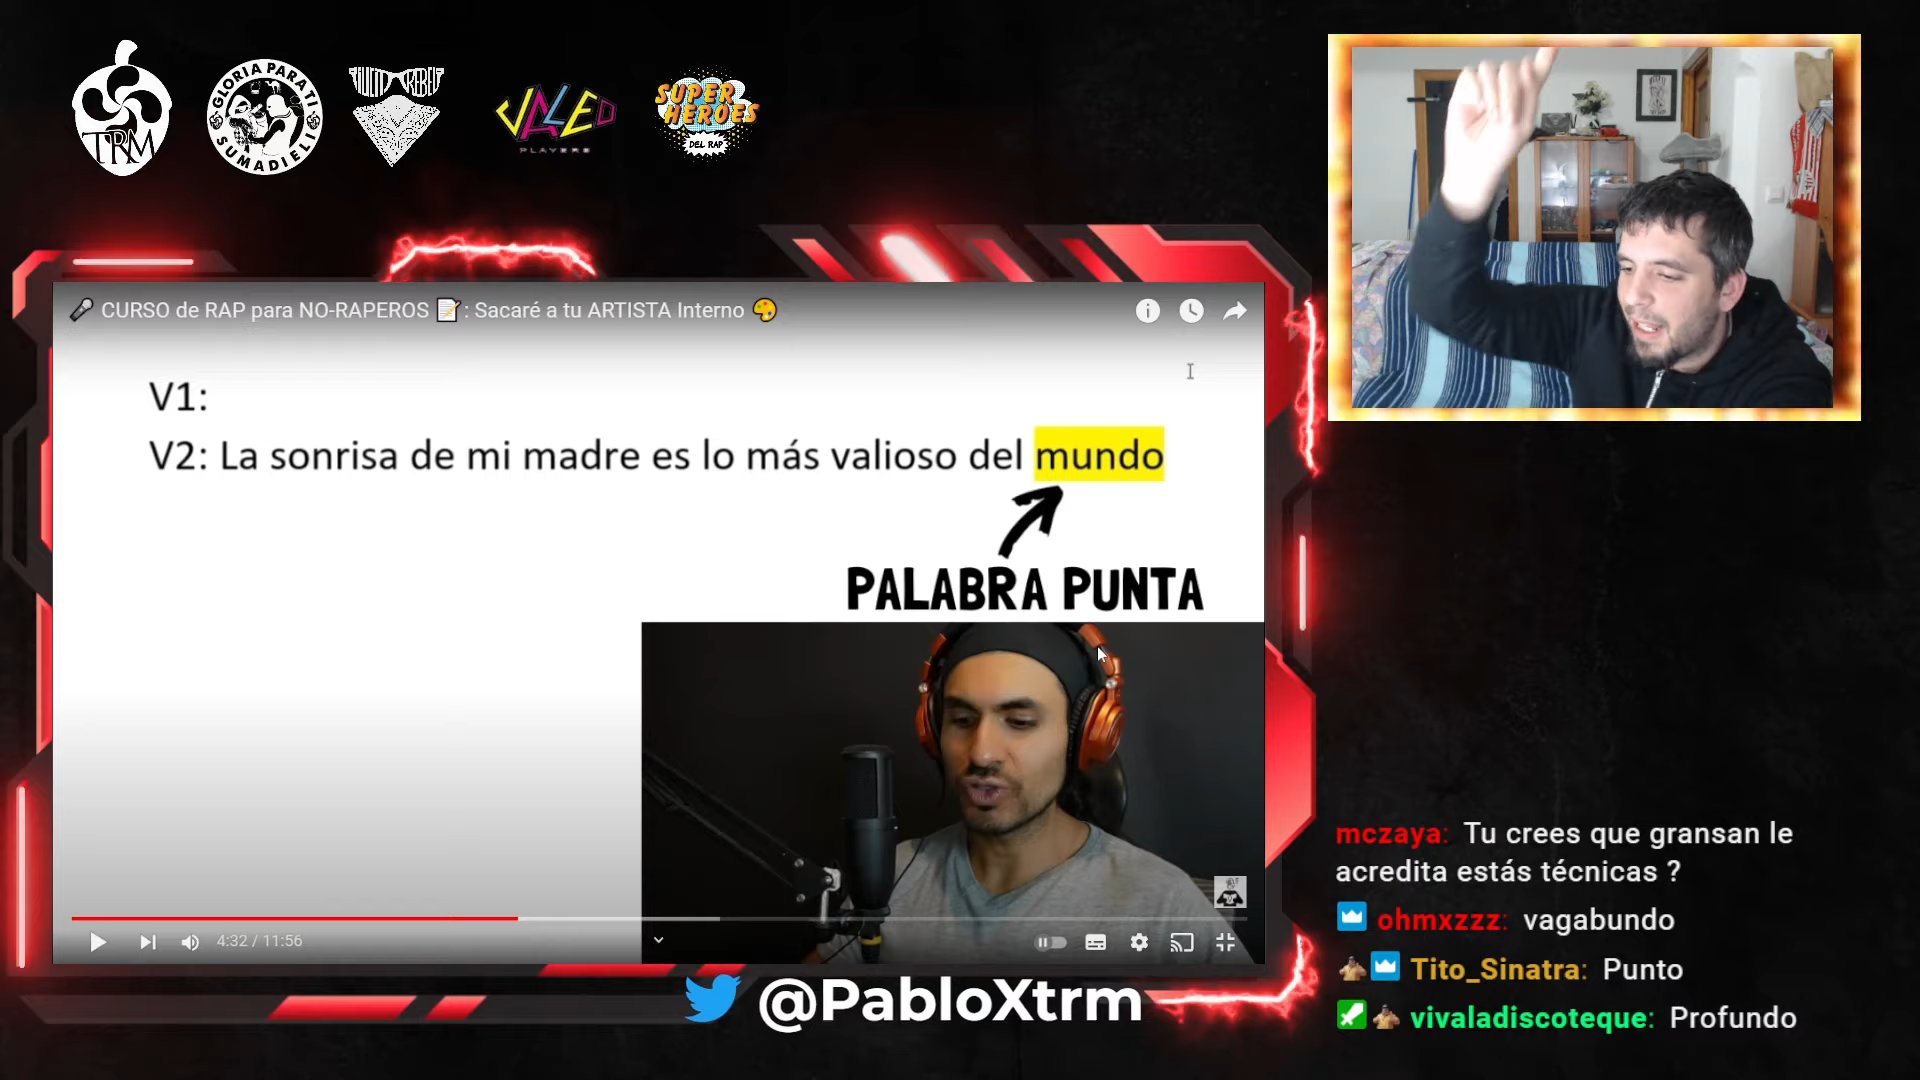 TRM
GLORIA PARA TI
SUMADIELI
REBEL
VALEO
PLAYERS
SUPER
HEROES
DEL RAP
🎤 CURSO de RAP para NO-RAPEROS 📝: Sacaré a tu ARTISTA Interno 🎨
V1:
V2: La sonrisa de mi madre es lo más valioso del mundo
PALABRA PUNTA
4:32 / 11:56
@PabloXtrm
mczaya: Tu crees que gransan le
acredita estás técnicas ?
ohmxzzz: vagabundo
Tito_Sinatra: Punto
vivaladiscoteque: Profundo